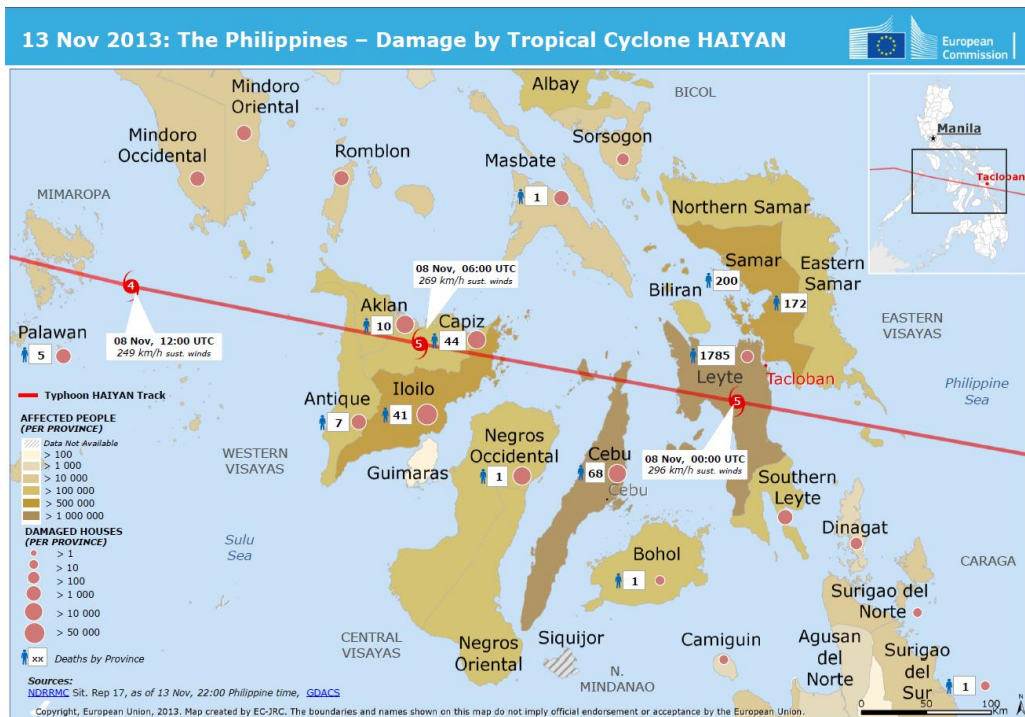 13 Nov 2013: The Philippines – Damage by Tropical Cyclone HAIYAN
European
Commission
Mindoro
Oriental
Mindoro
Occidental
MIMAROPA
Romblon
Albay
BICOL
Sorsogon
Masbate
1
Manila
Tacloban
Northern Samar
Samar
200
Eastern
Samar
172
Biliran
EASTERN
VISAYAS
Philippine
Sea
4
08 Nov, 12:00 UTC
249 km/h sust. winds
Palawan
5
08 Nov, 06:00 UTC
269 km/h sust. winds
Aklan
10
Capiz
44
5
1785
Leyte
Tacloban
5
08 Nov, 00:00 UTC
296 km/h sust. winds
Antique
7
Iloilo
41
WESTERN
VISAYAS
Guimaras
Negros
Occidental
1
Cebu
68
Cebu
Southern
Leyte
Dinagat
CARAGA
Bohol
1
Surigao del
Norte
Sulu
Sea
CENTRAL
VISAYAS
Negros
Oriental
Siquijor
N.
MINDANAO
Camiguin
Agusan
del
Norte
Surigao
del
Sur
1
Typhoon HAIYAN Track
AFFECTED PEOPLE
(PER PROVINCE)
Data Not Available
> 100
> 1 000
> 10 000
> 100 000
> 500 000
> 1 000 000
DAMAGED HOUSES
(PER PROVINCE)
> 1
> 10
> 100
> 1 000
> 10 000
> 50 000
xx Deaths by Province
Sources:
NDRRMC Sit. Rep 17, as of 13 Nov, 22:00 Philippine time, GDACS
Copyright, European Union, 2013. Map created by EC-JRC. The boundaries and names shown on this map do not imply official endorsement or acceptance by the European Union.
0 50 100
Km
N